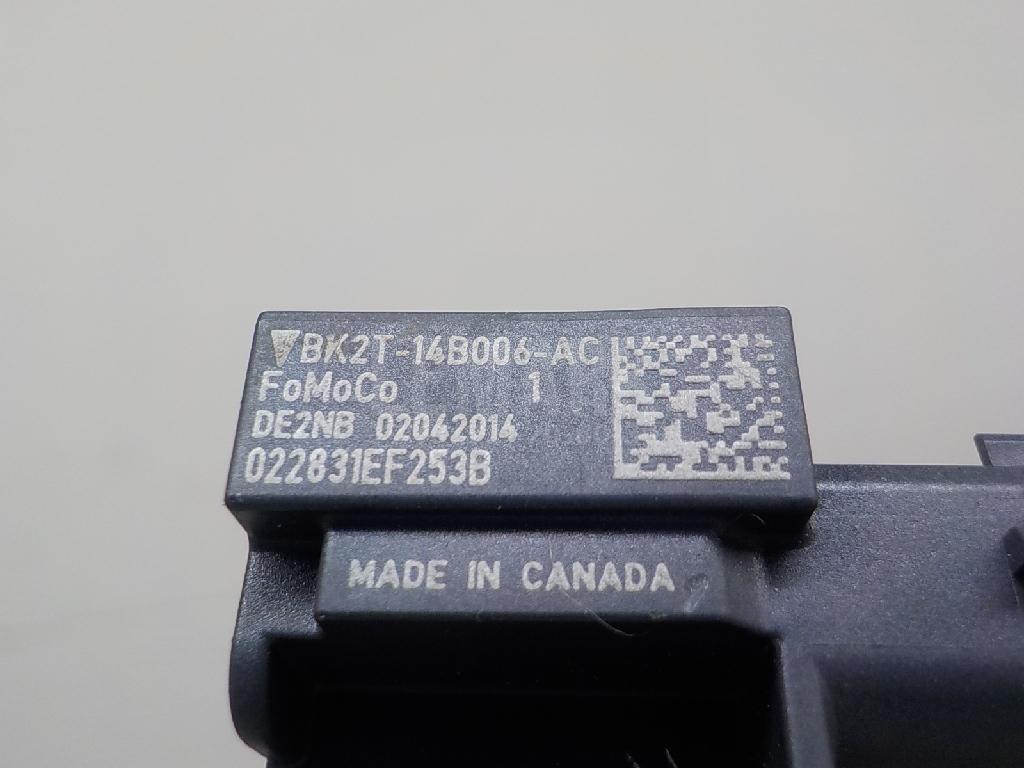 BK2T-14B006-AC
FoMoCo 1
DE2NB 02042014
022831EF253B
MADE IN CANADA